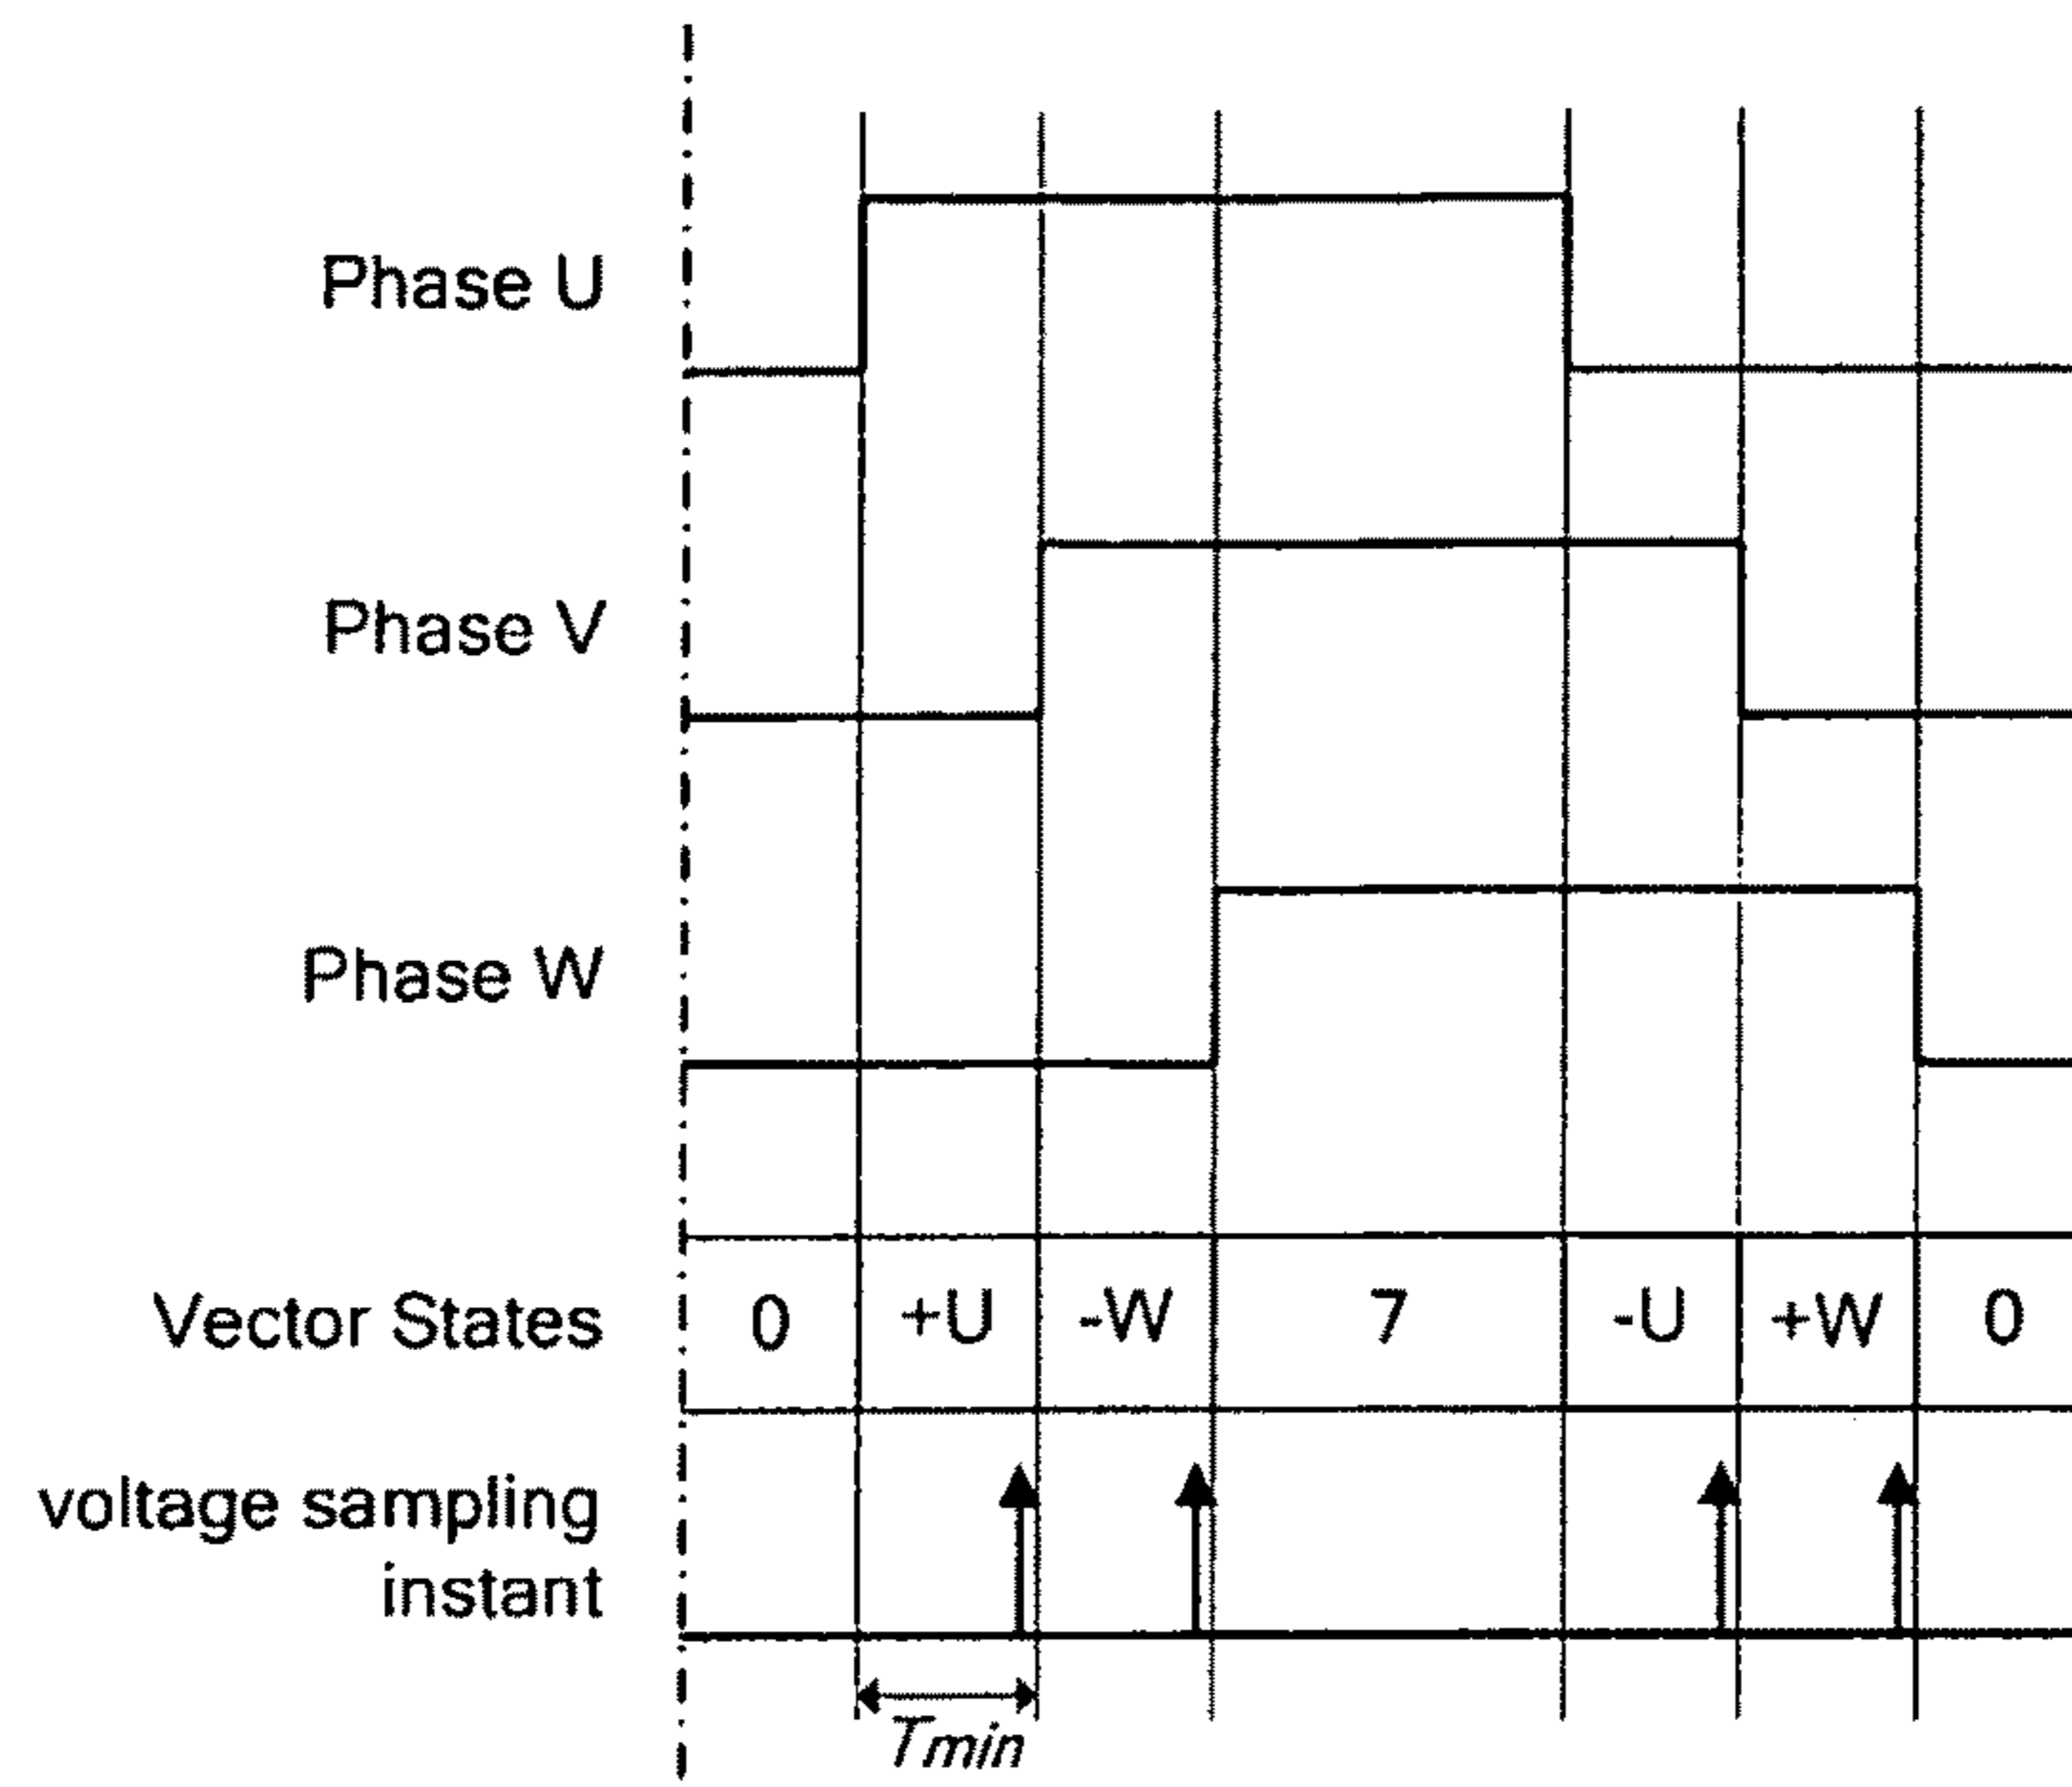 Phase U
Phase V
Phase W
Vector States 0 +U -W 7 -U +W 0
voltage sampling
instant
Tmin